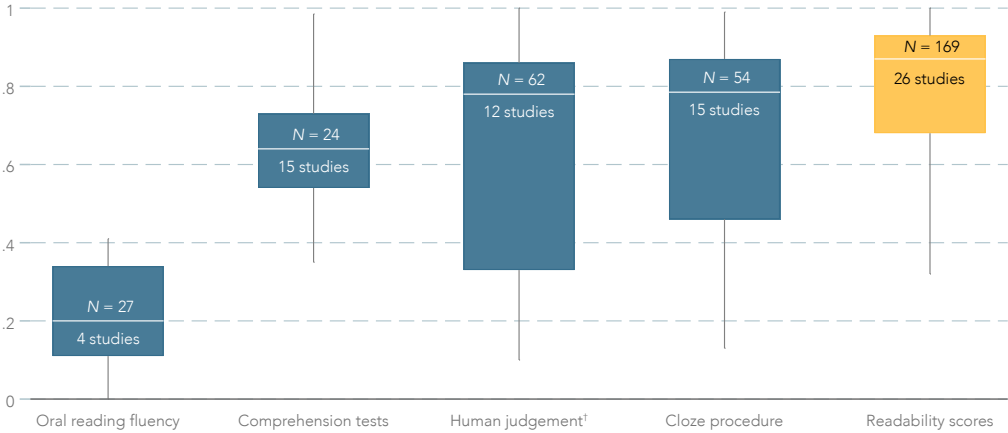 1
.8
.6
.4
.2
0
N = 27
4 studies
N = 24
15 studies
N = 62
12 studies
N = 54
15 studies
N = 169
26 studies
Oral reading fluency
Comprehension tests
Human judgement†
Cloze procedure
Readability scores